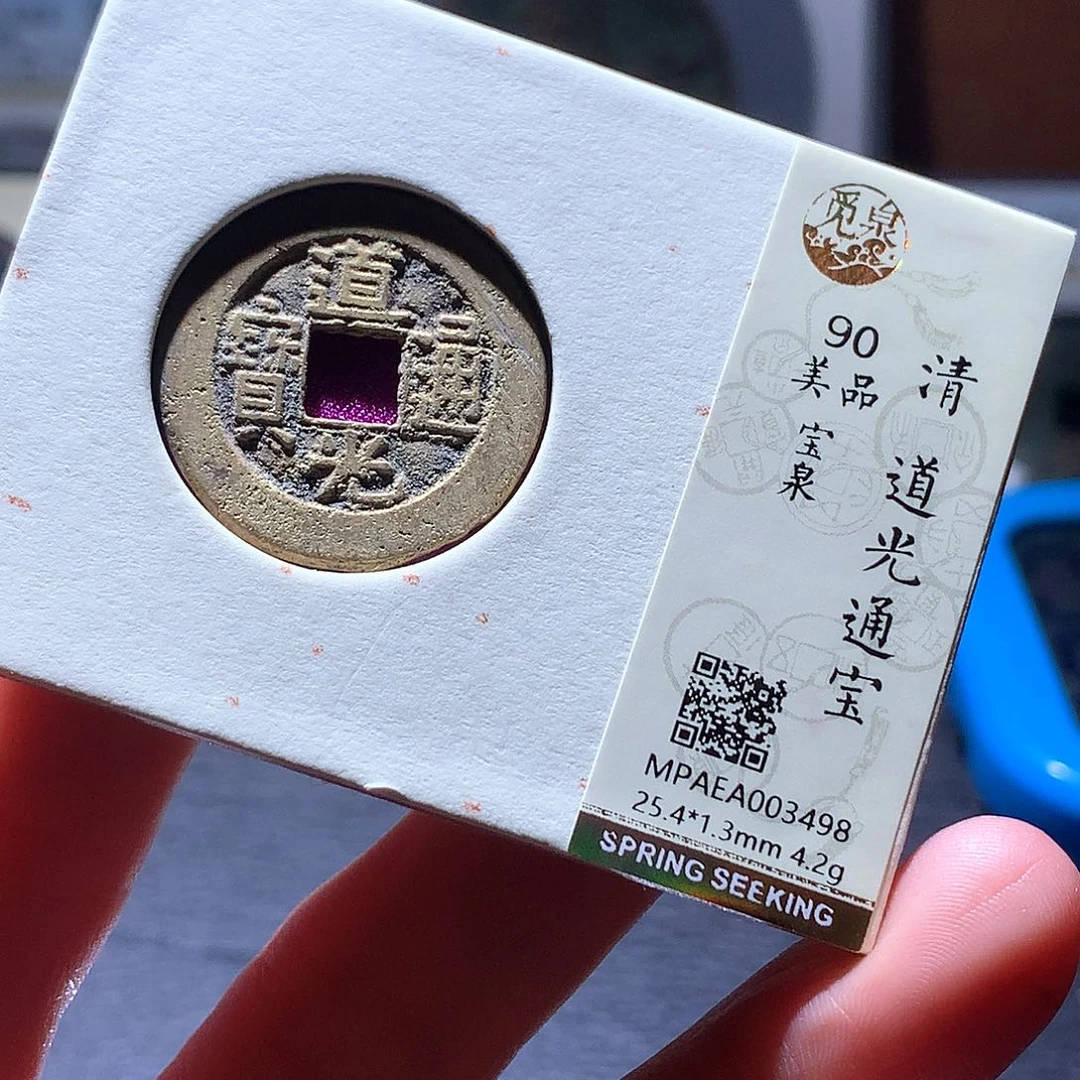 道光通寶
觅泉
90
美品
宝泉
清
道光通宝
MPAEA003498
25.4*1.3mm 4.2g
SPRING SEEKING